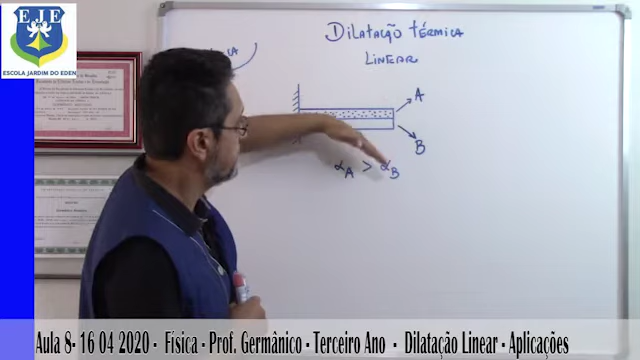 EJE
ESCOLA JARDIM DO EDEN
DILATAÇÃO TÉRMICA
LINEAR
A
B
αA > αB
Aula 8- 16 04 2020 - Física - Prof. Germânico - Terceiro Ano - Dilatação Linear - Aplicações